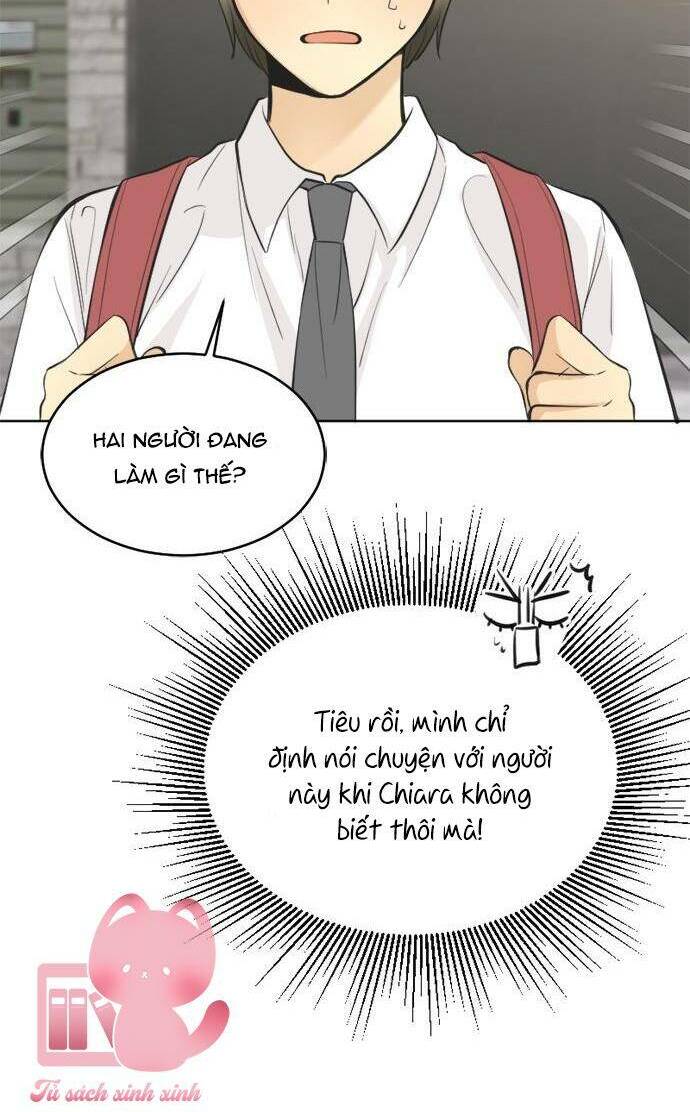 HAI NGƯỜI ĐANG
LÀM GÌ THẾ?
Tiêu rồi, mình chỉ
định nói chuyện với người
này khi Chiara không
biết thôi mà!
Tủ sách xinh xinh